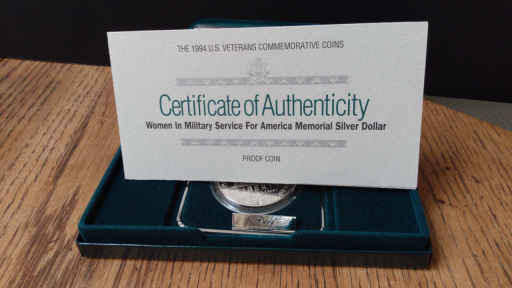 THE 1994 U.S. VETERANS COMMEMORATIVE COINS
Certificate of Authenticity
Women In Military Service For America Memorial Silver Dollar
PROOF COIN